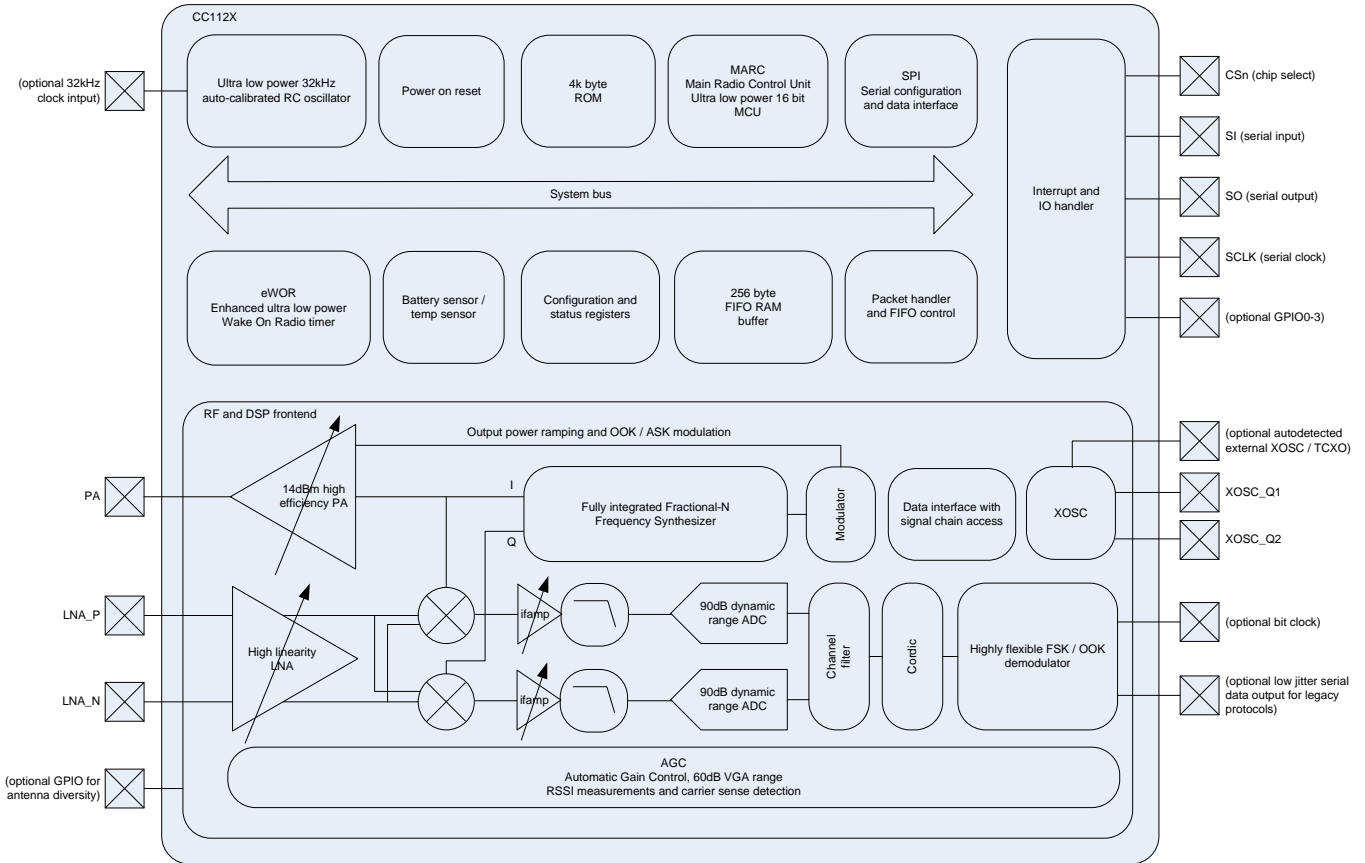 CC112X
(optional 32kHz
clock intput)
Ultra low power 32kHz
auto-calibrated RC oscillator
Power on reset
4k byte
ROM
MARC
Main Radio Control Unit
Ultra low power 16 bit
MCU
SPI
Serial configuration
and data interface
Interrupt and
IO handler
CSn (chip select)
SI (serial input)
SO (serial output)
SCLK (serial clock)
(optional GPIO0-3)
System bus
eWOR
Enhanced ultra low power
Wake On Radio timer
Battery sensor /
temp sensor
Configuration and
status registers
256 byte
FIFO RAM
buffer
Packet handler
and FIFO control
RF and DSP frontend
Output power ramping and OOK / ASK modulation
PA
14dBm high
efficiency PA
I
Q
Fully integrated Fractional-N
Frequency Synthesizer
Modulator
Data interface with
signal chain access
XOSC
(optional autodetected
external XOSC / TCXO)
XOSC_Q1
XOSC_Q2
LNA_P
LNA_N
High linearity
LNA
ifamp
ifamp
90dB dynamic
range ADC
90dB dynamic
range ADC
Channel
filter
Cordic
Highly flexible FSK / OOK
demodulator
(optional bit clock)
(optional low jitter serial
data output for legacy
protocols)
(optional GPIO for
antenna diversity)
AGC
Automatic Gain Control, 60dB VGA range
RSSI measurements and carrier sense detection